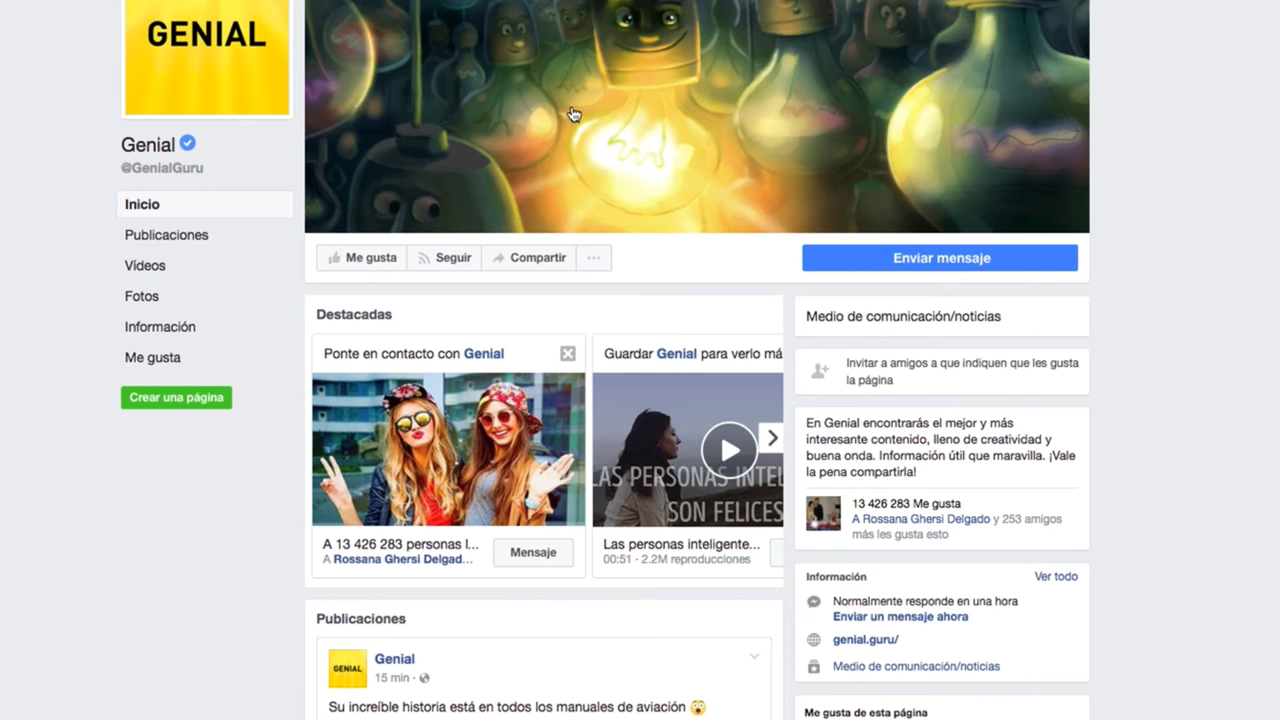 GENIAL
Genial
@GenialGuru
Inicio
Publicaciones
Vídeos
Fotos
Información
Me gusta
Crear una página
Me gusta
Seguir
Compartir
Enviar mensaje
Destacadas
Ponte en contacto con Genial
A 13 426 283 personas l...
A Rossana Ghersi Delgad...
Mensaje
Guardar Genial para verlo má
LAS PERSONAS INTEL
SON FELICES
Las personas inteligente...
00:51 · 2.2M reproducciones
Publicaciones
GENIAL
Genial
15 min ·
Su increíble historia está en todos los manuales de aviación 😲
Medio de comunicación/noticias
Invitar a amigos a que indiquen que les gusta
la página
En Genial encontrarás el mejor y más
interesante contenido, lleno de creatividad y
buena onda. Información útil que maravilla. ¡Vale
la pena compartirla!
13 426 283 Me gusta
A Rossana Ghersi Delgado y 253 amigos
más les gusta esto
Información
Ver todo
Normalmente responde en una hora
Enviar un mensaje ahora
genial.guru/
Medio de comunicación/noticias
Me gusta de esta página